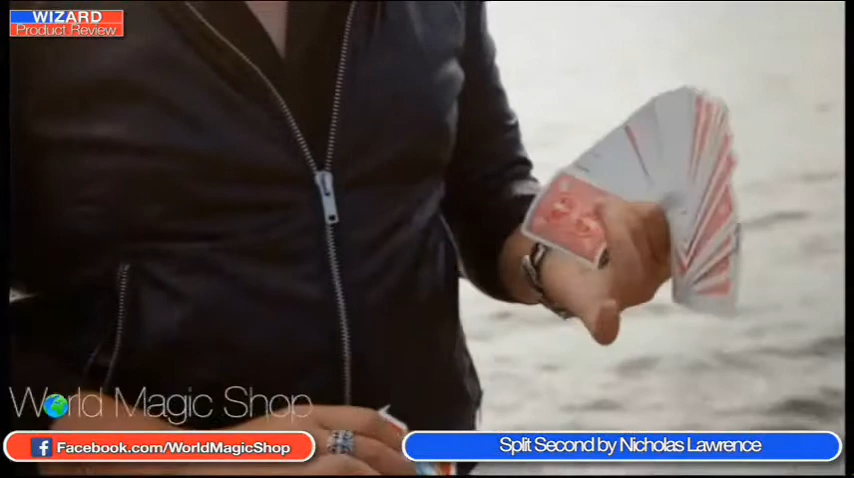 WIZARD
Product Review
World Magic Shop
Facebook.com/WorldMagicShop
Split Second by Nicholas Lawrence